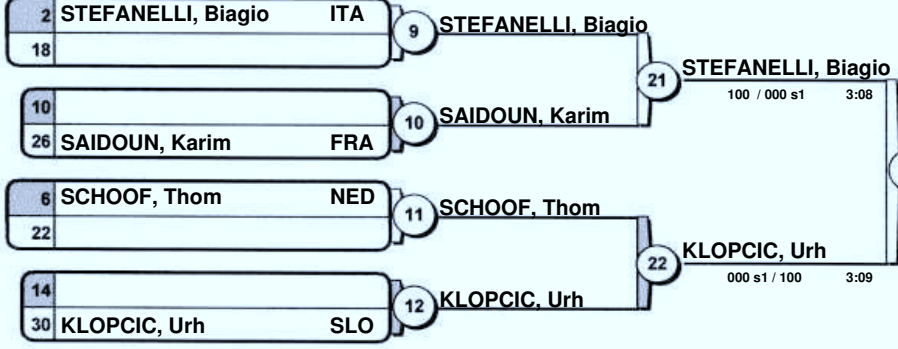 2 STEFANELLI, Biagio ITA
18
9
STEFANELLI, Biagio
10
26 SAIDOUN, Karim FRA
10
SAIDOUN, Karim
21
STEFANELLI, Biagio
100 / 000 s1 3:08
6 SCHOOF, Thom NED
22
11
SCHOOF, Thom
14
30 KLOPCIC, Urh SLO
12
KLOPCIC, Urh
22
KLOPCIC, Urh
000 s1 / 100 3:09